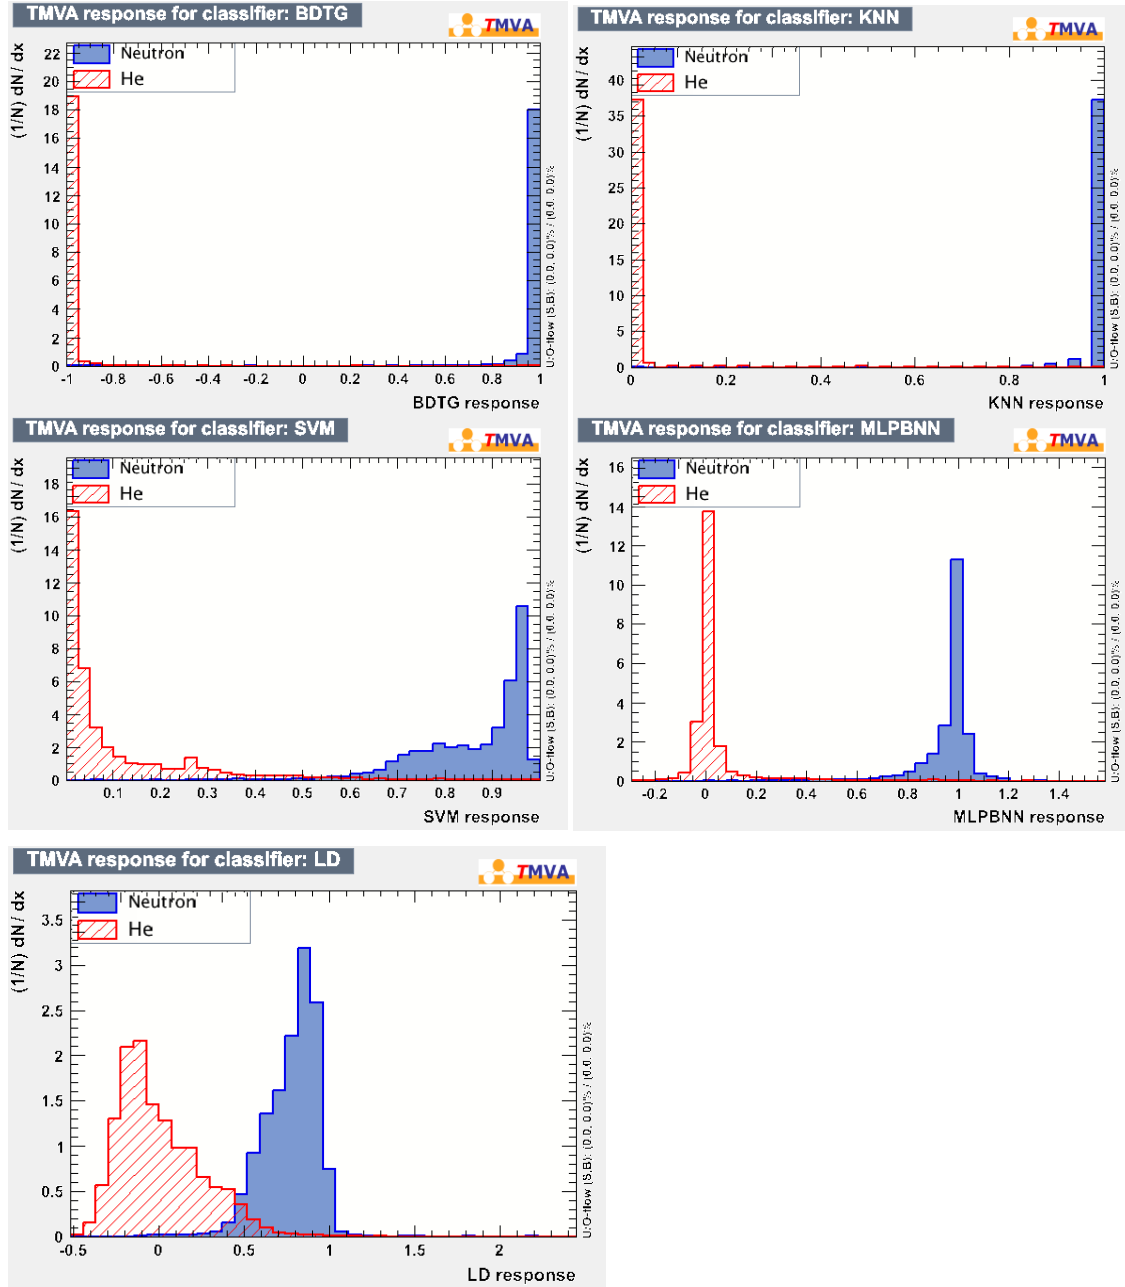 TMVA response for classifier: BDTG
TMVA
(1/N) dN / dx
22
20
18
16
14
12
10
8
6
4
2
0
Neutron
He
-1 -0.8 -0.6 -0.4 -0.2 0 0.2 0.4 0.6 0.8 1
BDTG response
U/O-flow (S,B): (0.0, 0.0)% / (0.0, 0.0)%
TMVA response for classifier: KNN
TMVA
(1/N) dN / dx
40
35
30
25
20
15
10
5
0
Neutron
He
0 0.2 0.4 0.6 0.8 1
KNN response
U/O-flow (S,B): (0.0, 0.0)% / (0.0, 0.0)%
TMVA response for classifier: SVM
TMVA
(1/N) dN / dx
18
16
14
12
10
8
6
4
2
0
Neutron
He
0.1 0.2 0.3 0.4 0.5 0.6 0.7 0.8 0.9
SVM response
U/O-flow (S,B): (0.0, 0.0)% / (0.0, 0.0)%
TMVA response for classifier: MLPBNN
TMVA
(1/N) dN / dx
16
14
12
10
8
6
4
2
0
Neutron
He
-0.2 0 0.2 0.4 0.6 0.8 1 1.2 1.4
MLPBNN response
U/O-flow (S,B): (0.0, 0.0)% / (0.0, 0.0)%
TMVA response for classifier: LD
TMVA
(1/N) dN / dx
3.5
3
2.5
2
1.5
1
0.5
0
Neutron
He
-0.5 0 0.5 1 1.5 2
LD response
U/O-flow (S,B): (0.0, 0.0)% / (0.0, 0.0)%